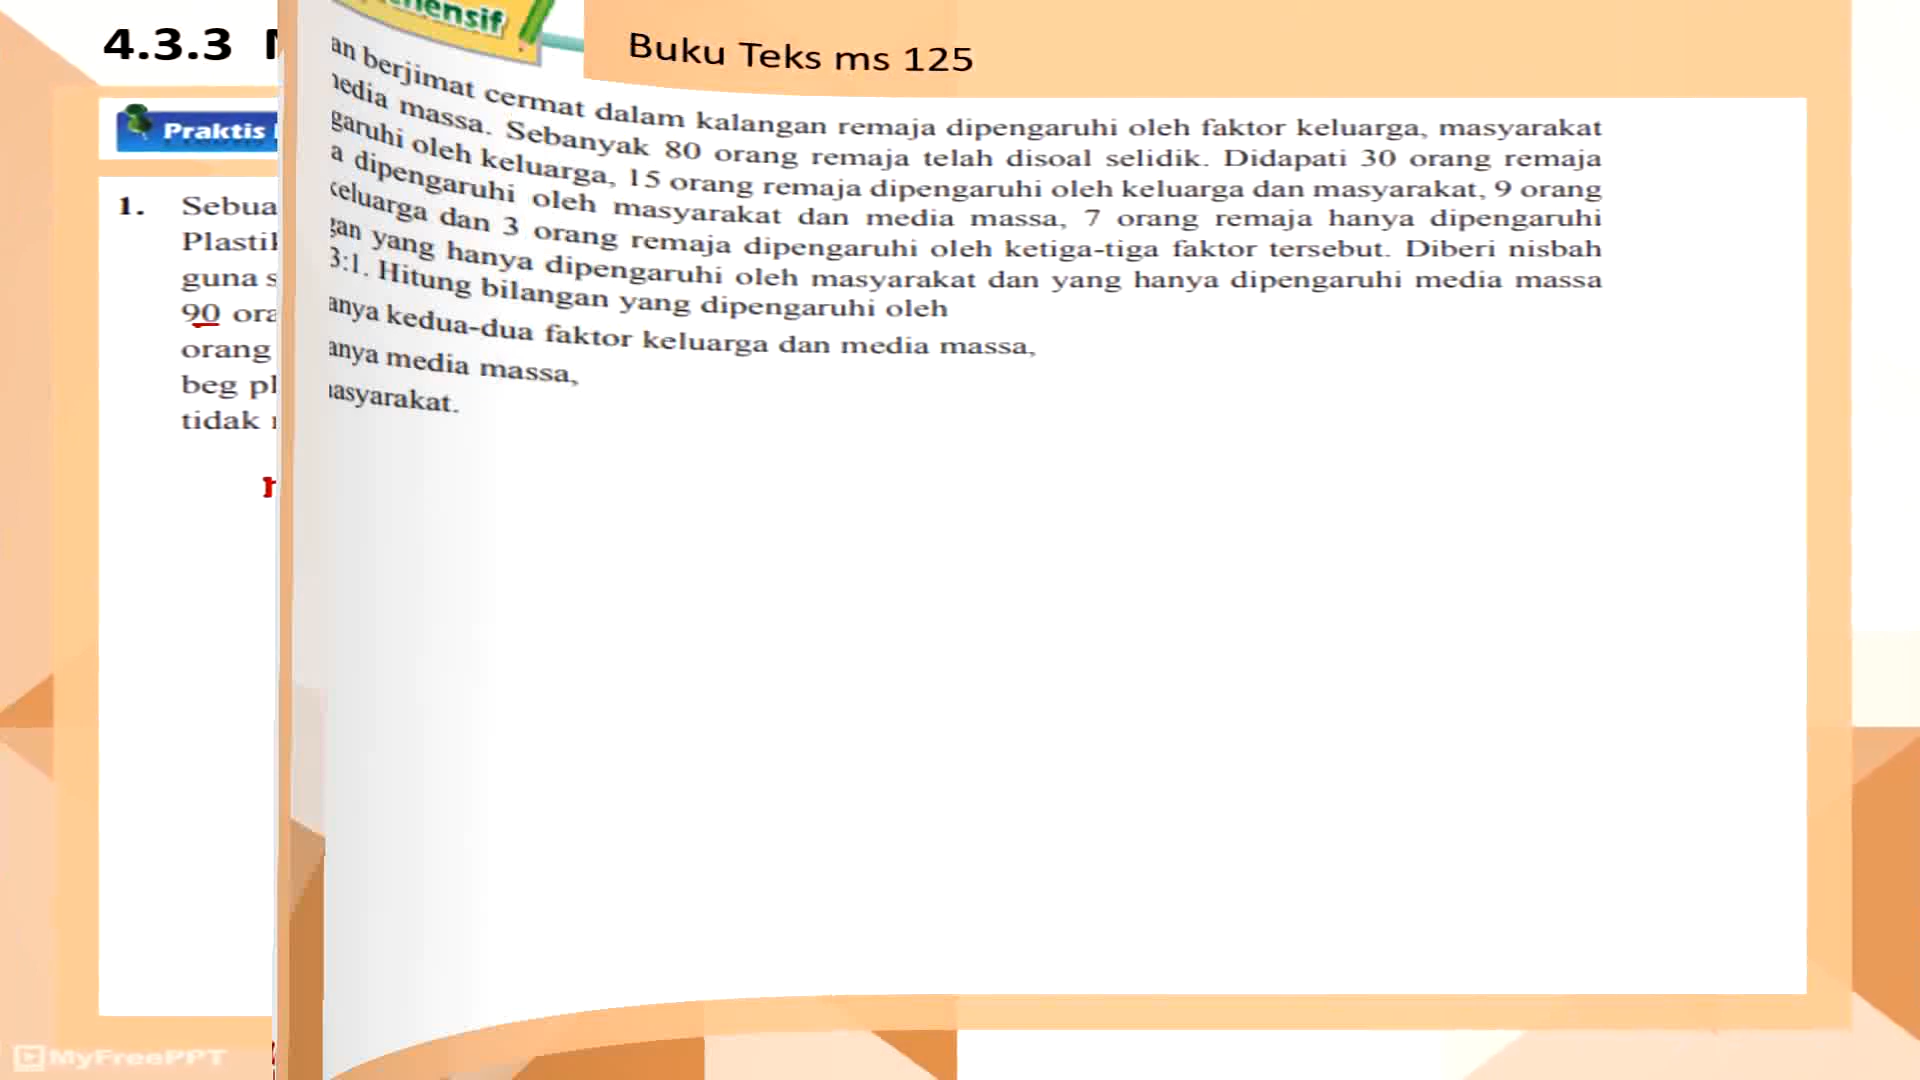 4.3.3
Praktis
1. Sebua
Plastik
guna s
90 ora
orang
beg pl
tidak
hensif
Buku Teks ms 125
an berjimat cermat dalam kalangan remaja dipengaruhi oleh faktor keluarga, masyarakat
media massa. Sebanyak 80 orang remaja telah disoal selidik. Didapati 30 orang remaja
garuhi oleh keluarga, 15 orang remaja dipengaruhi oleh keluarga dan masyarakat, 9 orang
a dipengaruhi oleh masyarakat dan media massa, 7 orang remaja hanya dipengaruhi
keluarga dan 3 orang remaja dipengaruhi oleh ketiga-tiga faktor tersebut. Diberi nisbah
gan yang hanya dipengaruhi oleh masyarakat dan yang hanya dipengaruhi media massa
3:1. Hitung bilangan yang dipengaruhi oleh
anya kedua-dua faktor keluarga dan media massa,
anya media massa,
masyarakat.
MyFreePPT